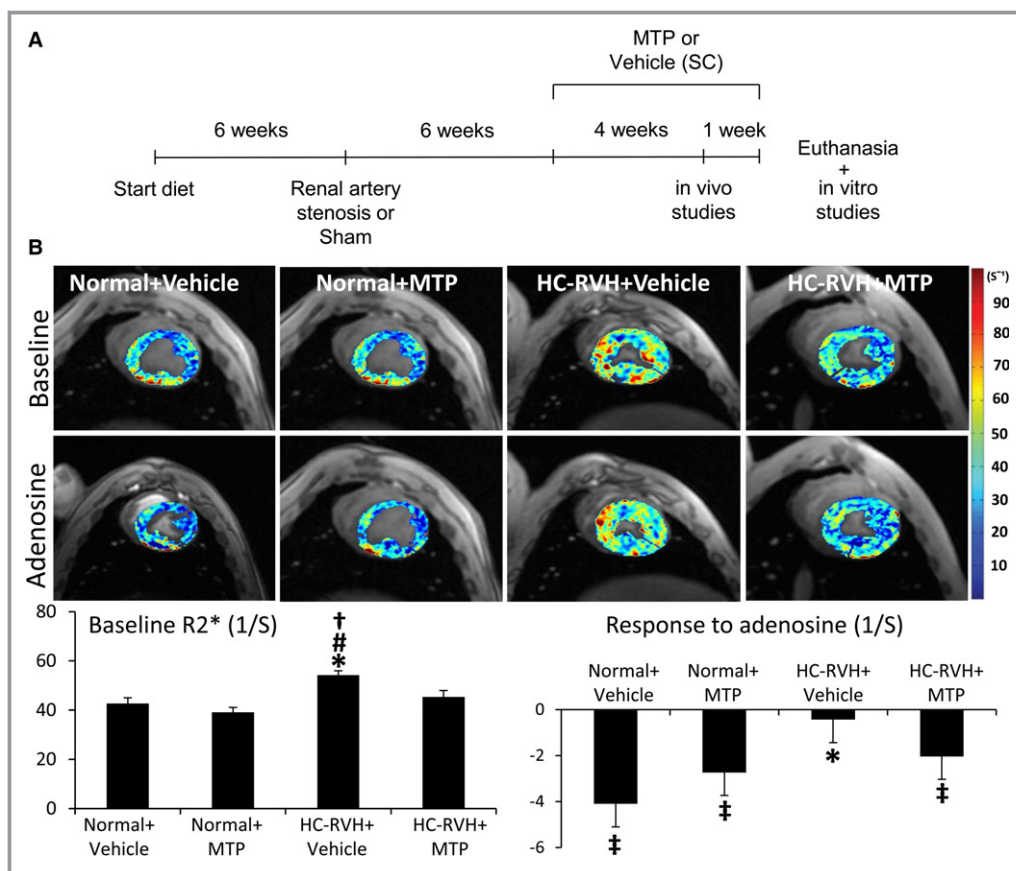 A
MTP or
Vehicle (SC)
6 weeks
6 weeks
4 weeks
1 week
Start diet
Renal artery
stenosis or
Sham
in vivo
studies
Euthanasia
+
in vitro
studies
B
Normal+Vehicle
Normal+MTP
HC-RVH+Vehicle
HC-RVH+MTP
(S⁻¹)
Baseline
Adenosine
90
80
70
60
50
40
30
20
10
Baseline R2* (1/S)
80
60
40
20
0
†
#
*
Normal+
Vehicle
Normal+
MTP
HC-RVH+
Vehicle
HC-RVH+
MTP
Response to adenosine (1/S)
Normal+
Vehicle
Normal+
MTP
HC-RVH+
Vehicle
HC-RVH+
MTP
0
-2
-4
-6
‡
‡
*
‡